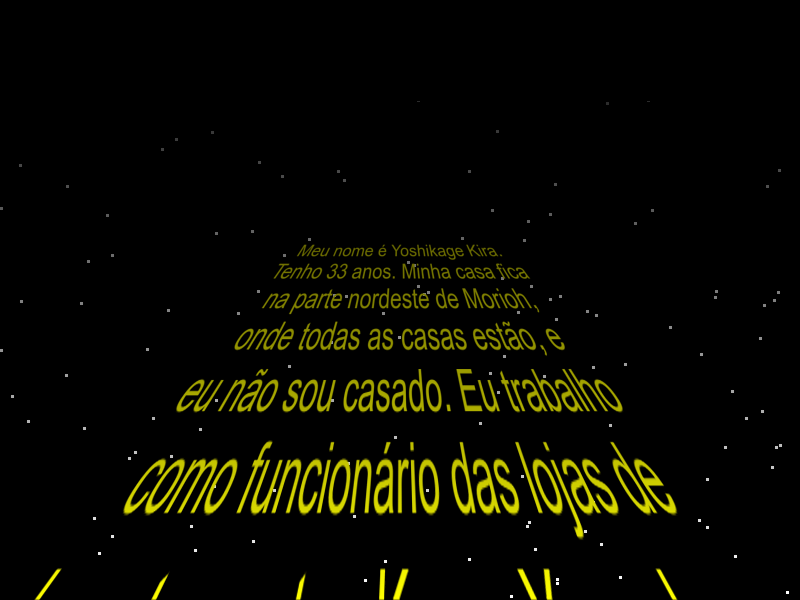 Meu nome é Yoshikage Kira.
Tenho 33 anos. Minha casa fica
na parte nordeste de Morioh,
onde todas as casas estão, e
eu não sou casado. Eu trabalho
como funcionário das lojas de